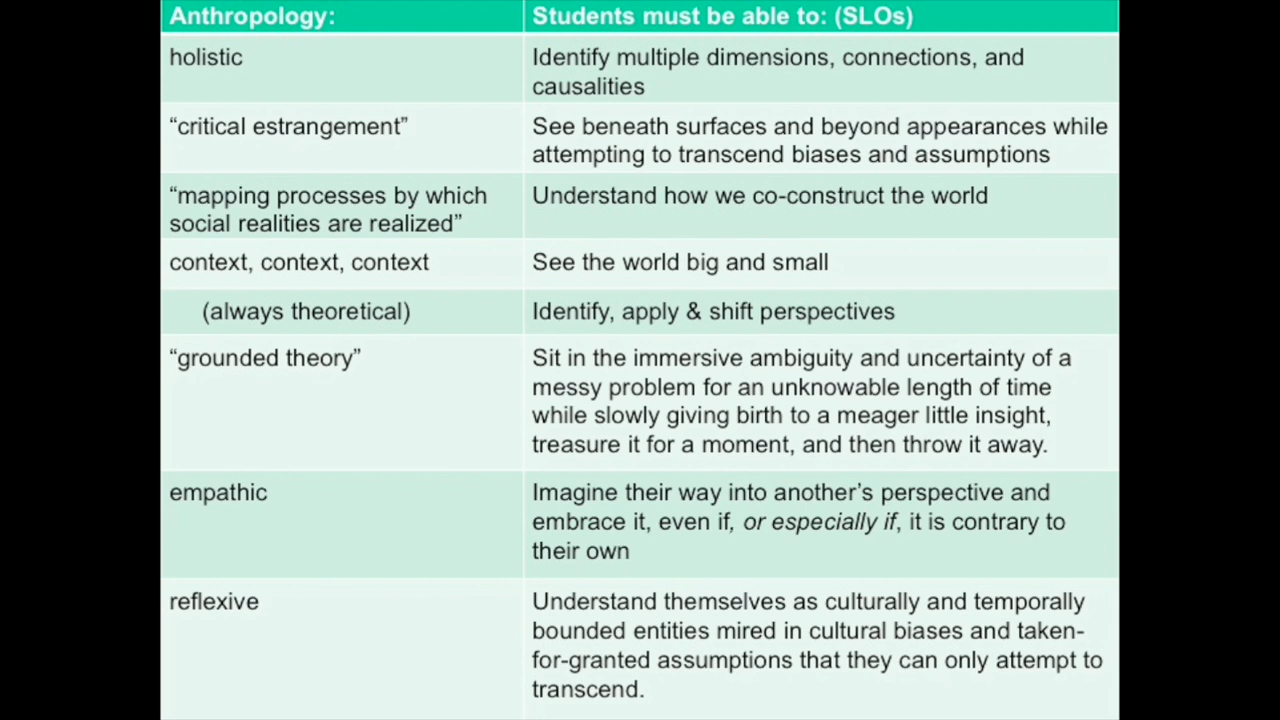 Anthropology:
Students must be able to: (SLOs)
holistic
Identify multiple dimensions, connections, and
causalities
“critical estrangement”
See beneath surfaces and beyond appearances while
attempting to transcend biases and assumptions
“mapping processes by which
social realities are realized”
Understand how we co-construct the world
context, context, context
See the world big and small
(always theoretical)
Identify, apply & shift perspectives
“grounded theory”
Sit in the immersive ambiguity and uncertainty of a
messy problem for an unknowable length of time
while slowly giving birth to a meager little insight,
treasure it for a moment, and then throw it away.
empathic
Imagine their way into another’s perspective and
embrace it, even if, or especially if, it is contrary to
their own
reflexive
Understand themselves as culturally and temporally
bounded entities mired in cultural biases and taken-
for-granted assumptions that they can only attempt to
transcend.